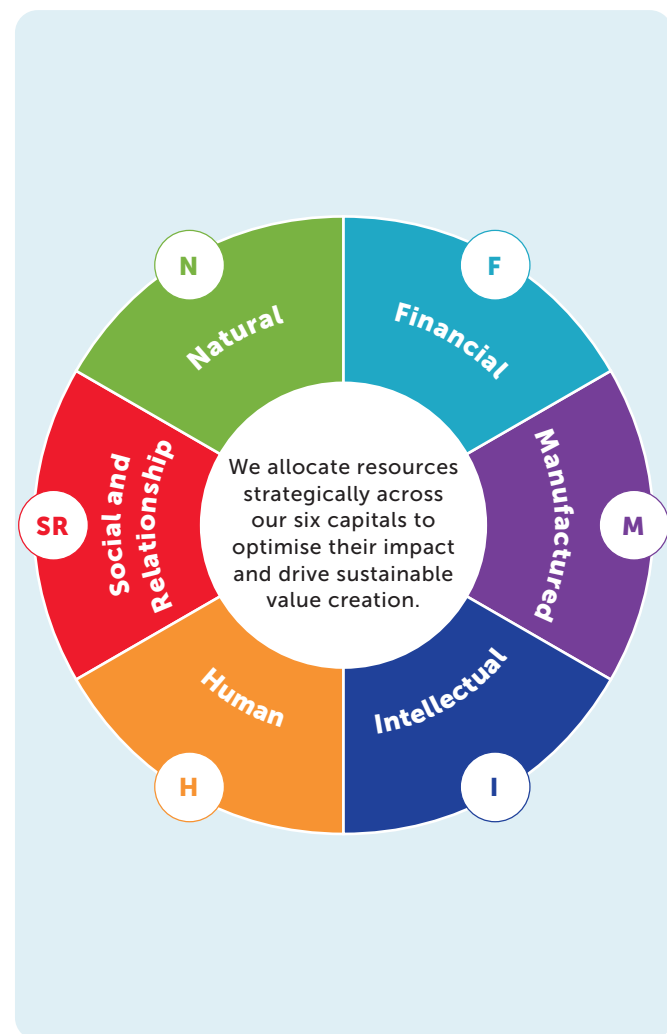 N
Natural
F
Financial
Manufactured
M
Intellectual
I
Human
H
SR
Social and
Relationship
We allocate resources
strategically across
our six capitals to
optimise their impact
and drive sustainable
value creation.